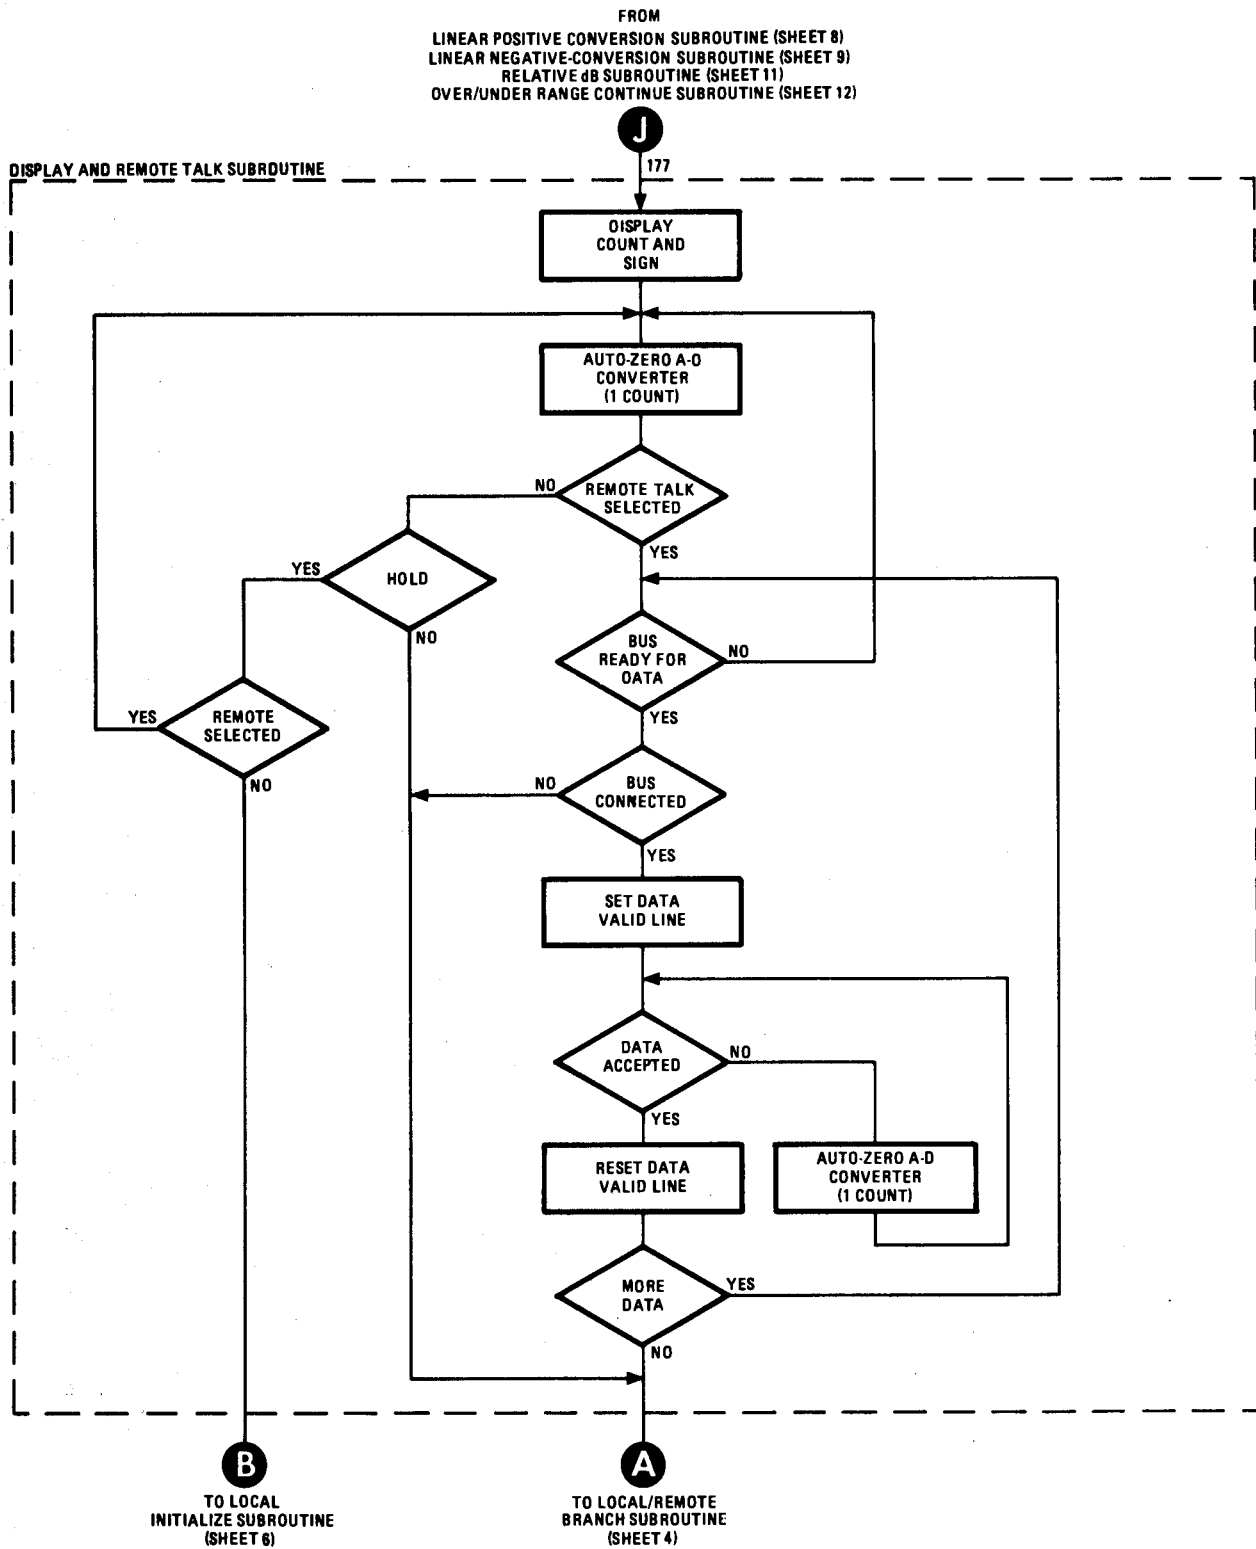 FROM
LINEAR POSITIVE CONVERSION SUBROUTINE (SHEET 8)
LINEAR NEGATIVE-CONVERSION SUBROUTINE (SHEET 9)
RELATIVE dB SUBROUTINE (SHEET 11)
OVER/UNDER RANGE CONTINUE SUBROUTINE (SHEET 12)
J
177
DISPLAY AND REMOTE TALK SUBROUTINE
DISPLAY
COUNT AND
SIGN
AUTO-ZERO A-D
CONVERTER
(1 COUNT)
NO
REMOTE TALK
SELECTED
YES
YES
HOLD
NO
BUS
READY FOR
DATA
NO
YES
YES
REMOTE
SELECTED
NO
NO
BUS
CONNECTED
YES
SET DATA
VALID LINE
DATA
ACCEPTED
NO
YES
RESET DATA
VALID LINE
AUTO-ZERO A-D
CONVERTER
(1 COUNT)
MORE
DATA
YES
NO
B
TO LOCAL
INITIALIZE SUBROUTINE
(SHEET 6)
A
TO LOCAL/REMOTE
BRANCH SUBROUTINE
(SHEET 4)